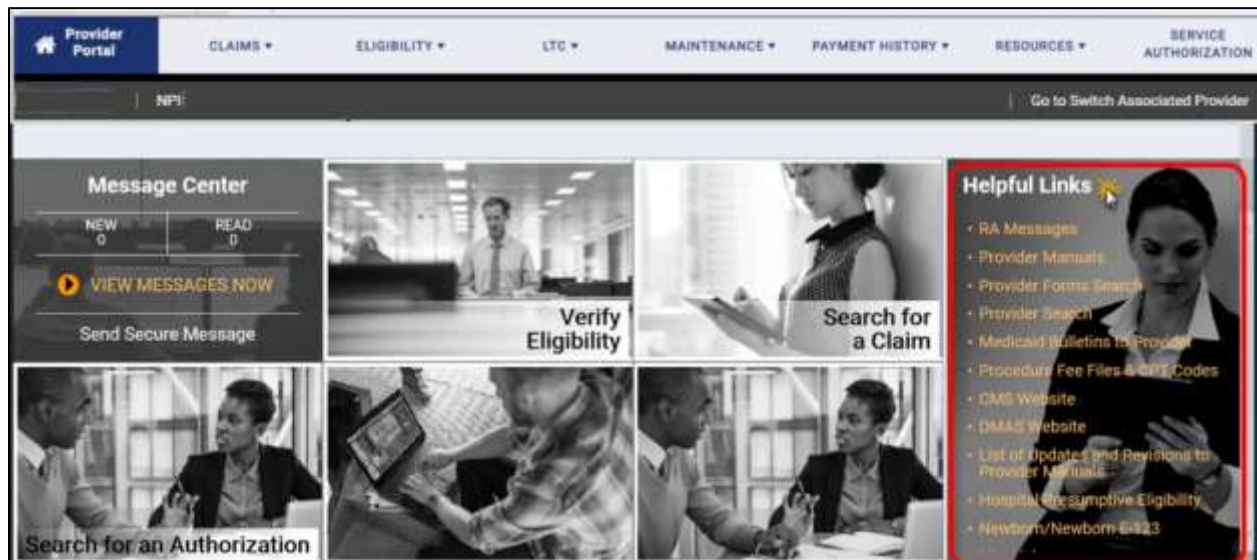 Provider
Portal
CLAIMS
ELIGIBILITY
LTC
MAINTENANCE
PAYMENT HISTORY
RESOURCES
SERVICE
AUTHORIZATION
NPI
Go to Switch Associated Provider
Message Center
NEW
0
READ
0
VIEW MESSAGES NOW
Send Secure Message
Verify
Eligibility
Search for
a Claim
Search for an Authorization
Helpful Links
• RA Messages
• Provider Manuals
• Provider Forms Search
• Provider Search
• Medicaid Bulletins to Provider
• Procedure Fee Files & CPT Codes
• CMS Website
• DMAS Website
• List of Updates and Revisions to
Provider Manuals
• Hospital Presumptive Eligibility
• Newborn/Newborn E-123